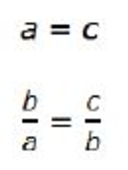 a = c
b/a = c/b